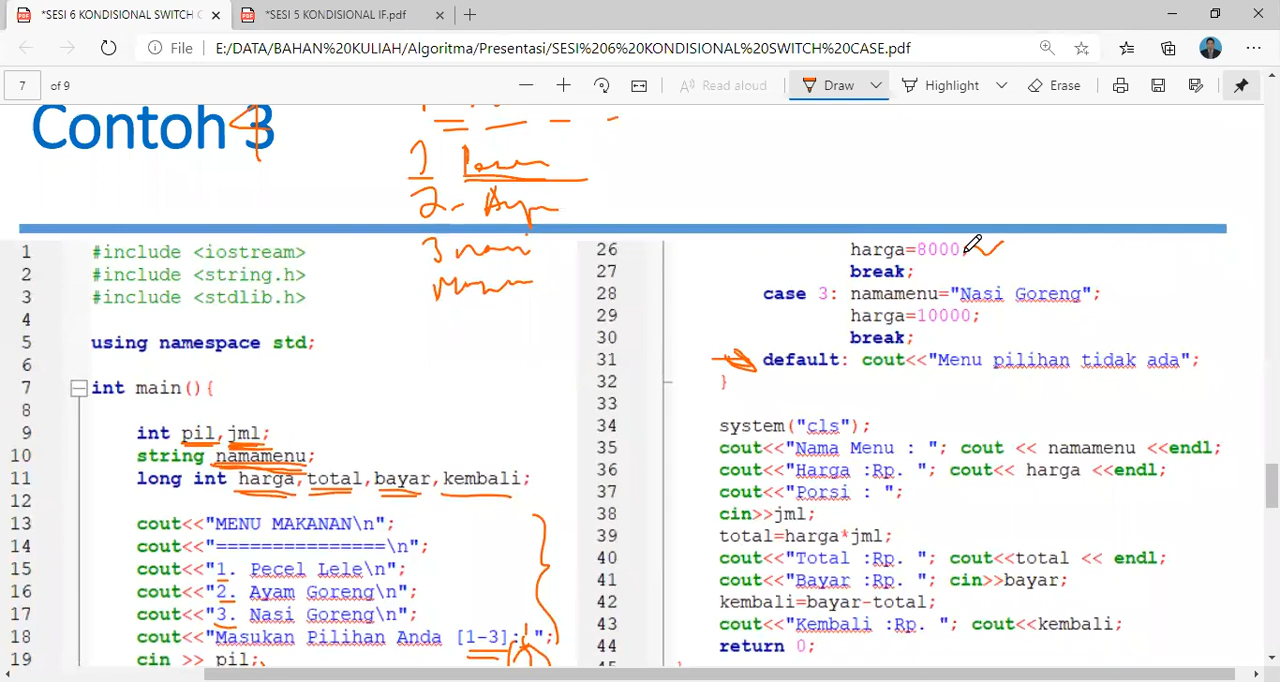 *SESI 6 KONDISIONAL SWITCH C
*SESI 5 KONDISIONAL IF.pdf
File
E:/DATA/BAHAN%20KULIAH/Algoritma/Presentasi/SESI%206%20KONDISIONAL%20SWITCH%20CASE.pdf
7 of 9
Read aloud
Draw
Highlight
Erase
Contoh 3
4
1
2-
3
1 #include <iostream>
2 #include <string.h>
3 #include <stdlib.h>
4
5 using namespace std;
6
7 int main(){
8
9 int pil,jml;
10 string namamenu;
11 long int harga,total,bayar,kembali;
12
13 cout<<"MENU MAKANAN\n";
14 cout<<"===============\n";
15 cout<<"1. Pecel Lele\n";
16 cout<<"2. Ayam Goreng\n";
17 cout<<"3. Nasi Goreng\n";
18 cout<<"Masukan Pilihan Anda [1-3]: ";
19 cin >> pil;
26 harga=8000;
27 break;
28 case 3: namamenu="Nasi Goreng";
29 harga=10000;
30 break;
31 default: cout<<"Menu pilihan tidak ada";
32 }
33
34 system("cls");
35 cout<<"Nama Menu : "; cout << namamenu <<endl;
36 cout<<"Harga :Rp. "; cout<< harga <<endl;
37 cout<<"Porsi : ";
38 cin>>jml;
39 total=harga*jml;
40 cout<<"Total :Rp. "; cout<<total << endl;
41 cout<<"Bayar :Rp. "; cin>>bayar;
42 kembali=bayar-total;
43 cout<<"Kembali :Rp. "; cout<<kembali;
44 return 0;